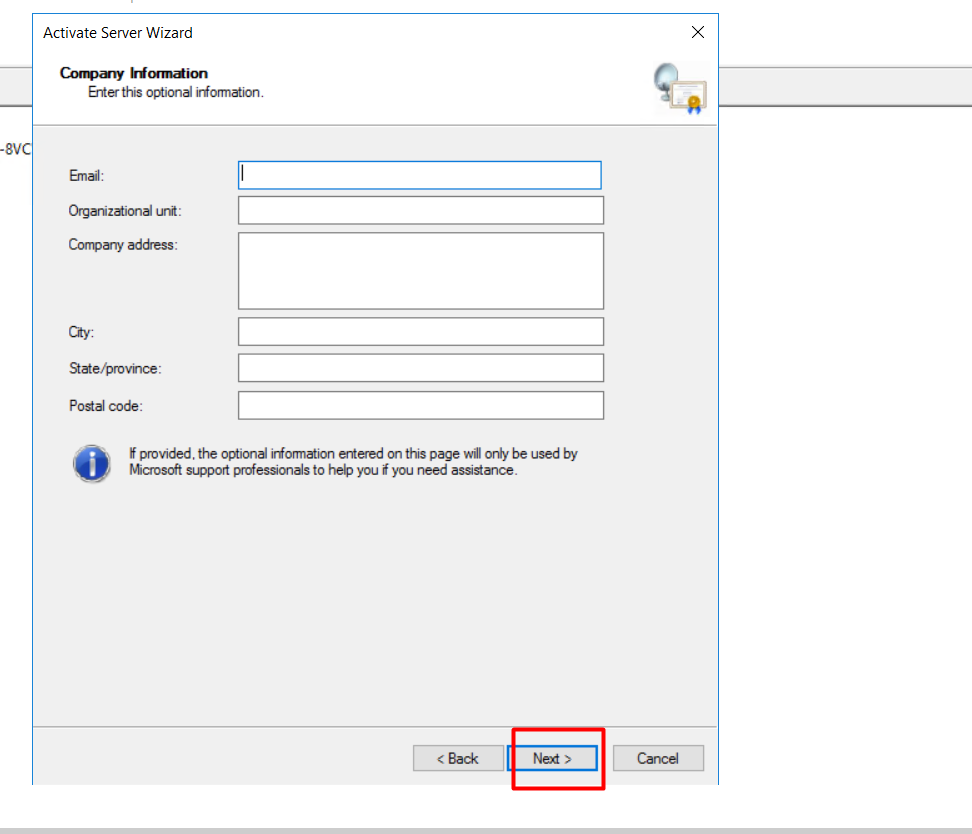 Activate Server Wizard
Company Information
Enter this optional information.
-8VC
Email:
Organizational unit:
Company address:
City:
State/province:
Postal code:
If provided, the optional information entered on this page will only be used by
Microsoft support professionals to help you if you need assistance.
< Back
Next >
Cancel